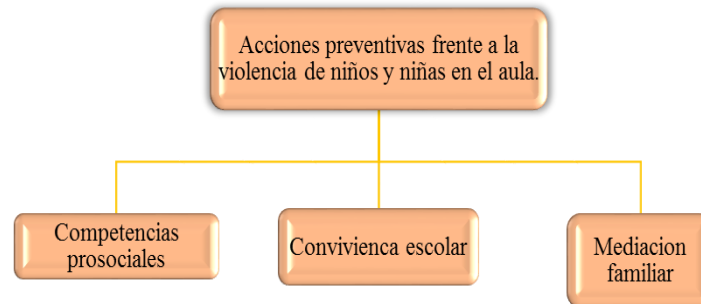 Acciones preventivas frente a la
violencia de niños y niñas en el aula.
Competencias
prosociales
Convivienca escolar
Mediacion
familiar